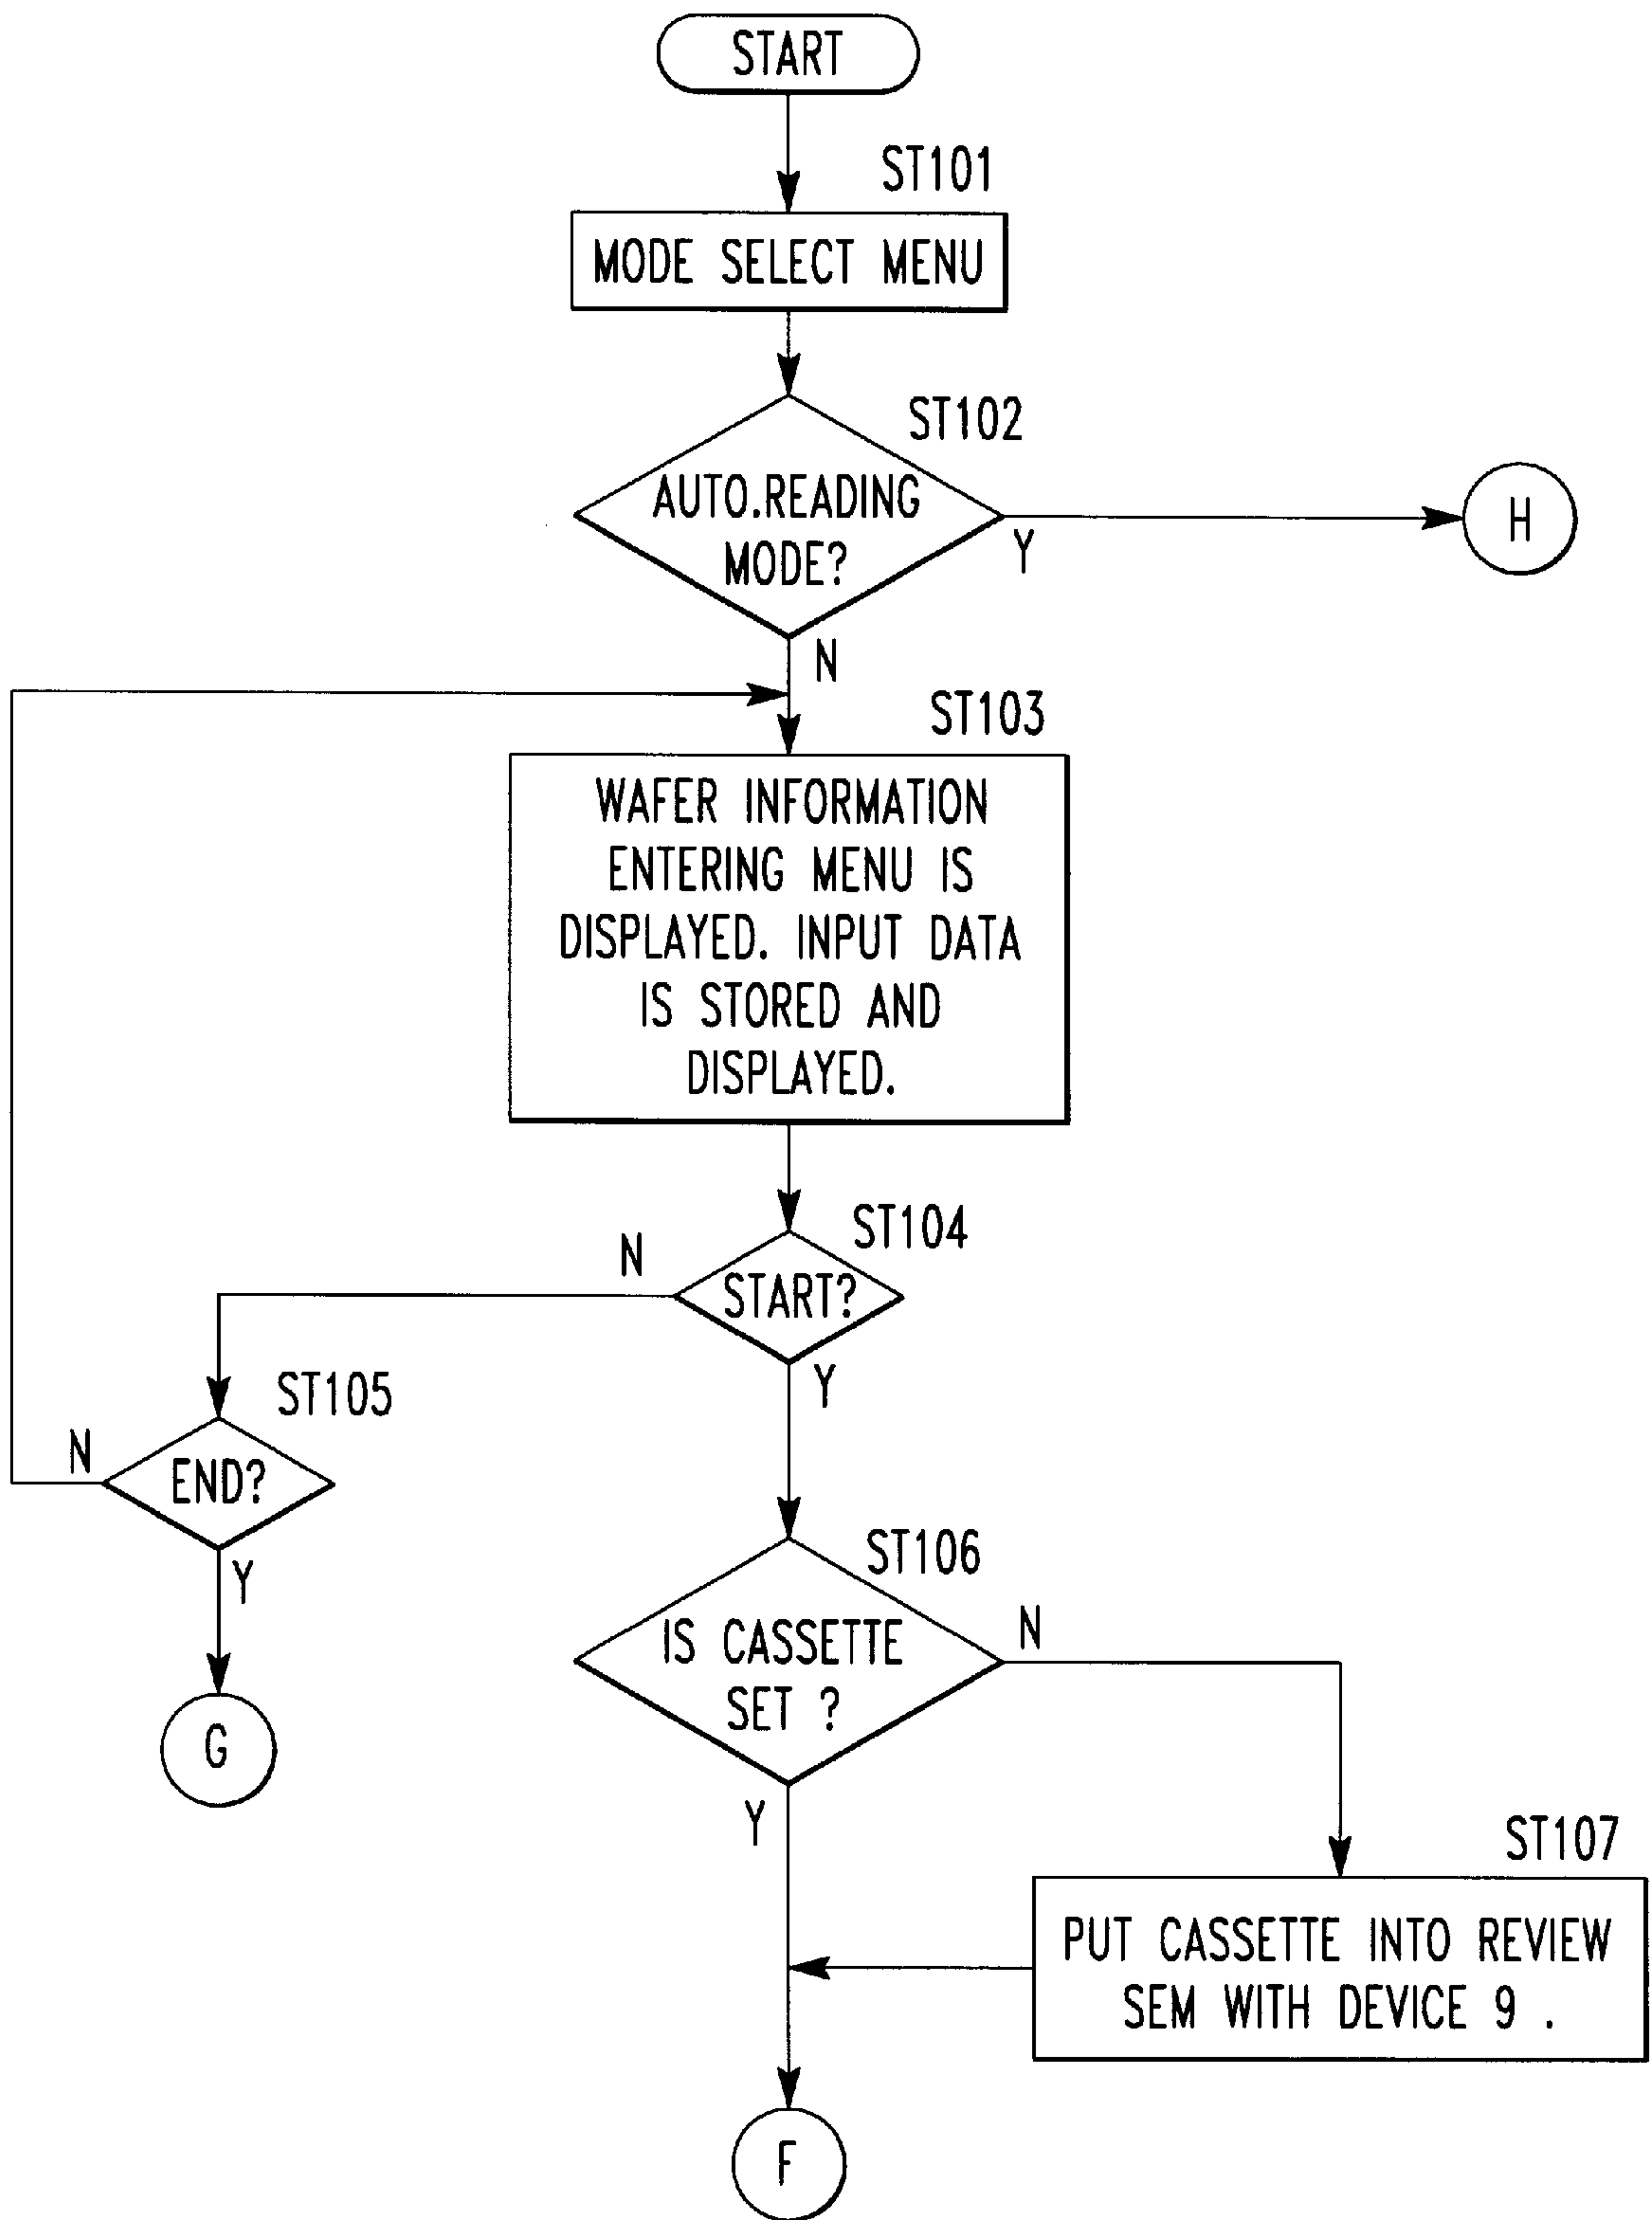 START
ST101
MODE SELECT MENU
ST102
AUTO.READING
MODE?
Y
H
N
ST103
WAFER INFORMATION
ENTERING MENU IS
DISPLAYED. INPUT DATA
IS STORED AND
DISPLAYED.
ST104
N
START?
Y
ST105
N
END?
Y
G
ST106
IS CASSETTE
SET ?
N
Y
ST107
PUT CASSETTE INTO REVIEW
SEM WITH DEVICE 9 .
F